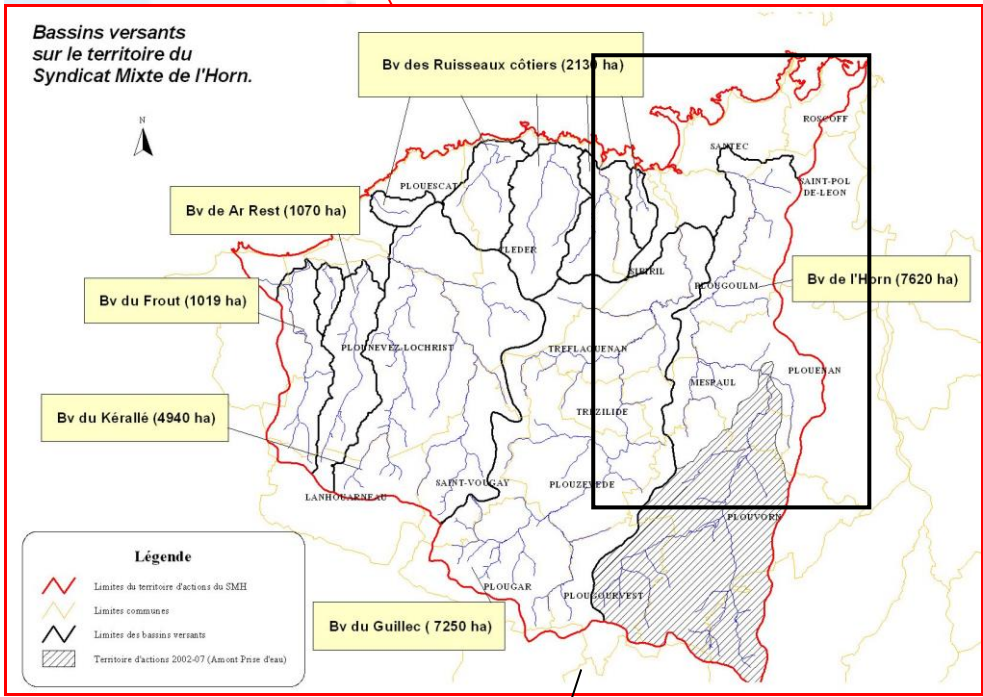 Bassins versants
sur le territoire du
Syndicat Mixte de l'Horn.
Bv des Ruisseaux côtiers (2130 ha)
N
ROSCOFF
SANTEC
PLOUESCAT
SAINT-POL
DE-LEON
Bv de Ar Rest (1070 ha)
CLEDER
SIBIRIL
Bv de l'Horn (7620 ha)
PLOUGOULM
Bv du Frout (1019 ha)
PLOUNEVEZ-LOCHRIST
TREFLAOUENAN
PLOUENAN
MESPAUL
Bv du Kérallé (4940 ha)
TREZILIDE
SAINT-VOUGAY
PLOUZEVEDE
LANHOUARNEAU
PLOUVORN
Légende
Limites du territoire d'actions du SMH
Limites communes
Limites des bassins versants
Territoire d'actions 2002-07 (Amont Prise d'eau)
PLOUGAR
PLOUGOURVEST
Bv du Guillec ( 7250 ha)